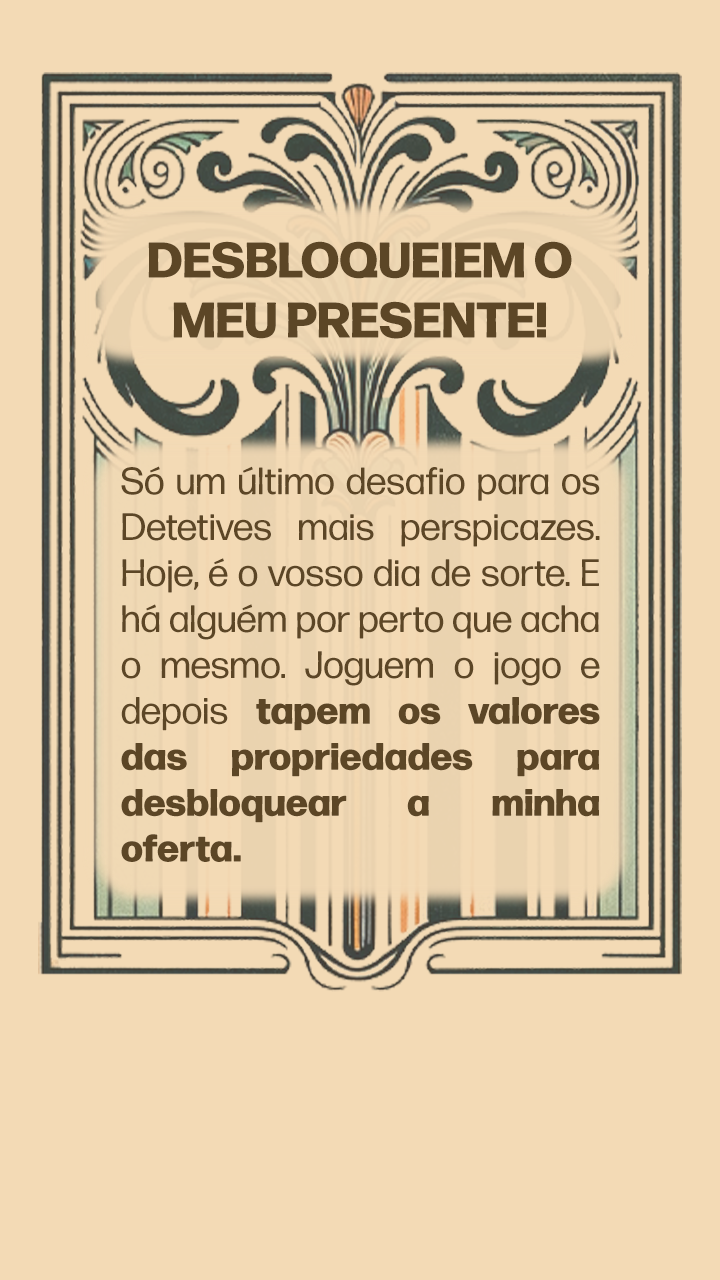 DESBLOQUEIEM O
MEU PRESENTE!
Só um último desafio para os
Detetives mais perspicazes.
Hoje, é o vosso dia de sorte. E
há alguém por perto que acha
o mesmo. Joguem o jogo e
depois tapem os valores
das propriedades para
desbloquear a minha
oferta.